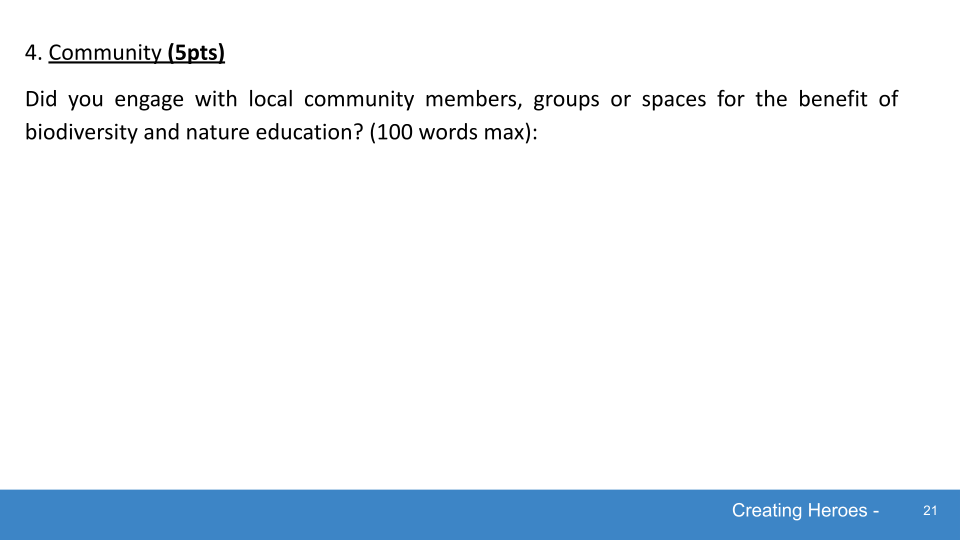 4. Community (5pts)
Did you engage with local community members, groups or spaces for the benefit of
biodiversity and nature education? (100 words max):
Creating Heroes -
21